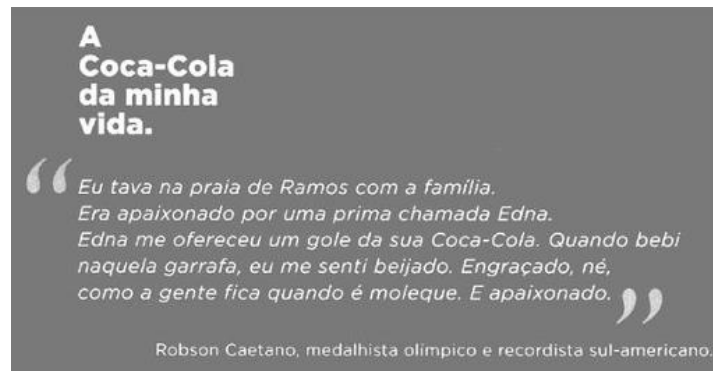 A
Coca-Cola
da minha
vida.
“Eu tava na praia de Ramos com a família.
Era apaixonado por uma prima chamada Edna.
Edna me ofereceu um gole da sua Coca-Cola. Quando bebi
naquela garrafa, eu me senti beijado. Engraçado, né,
como a gente fica quando é moleque. E apaixonado.”
Robson Caetano, medalhista olímpico e recordista sul-americano.